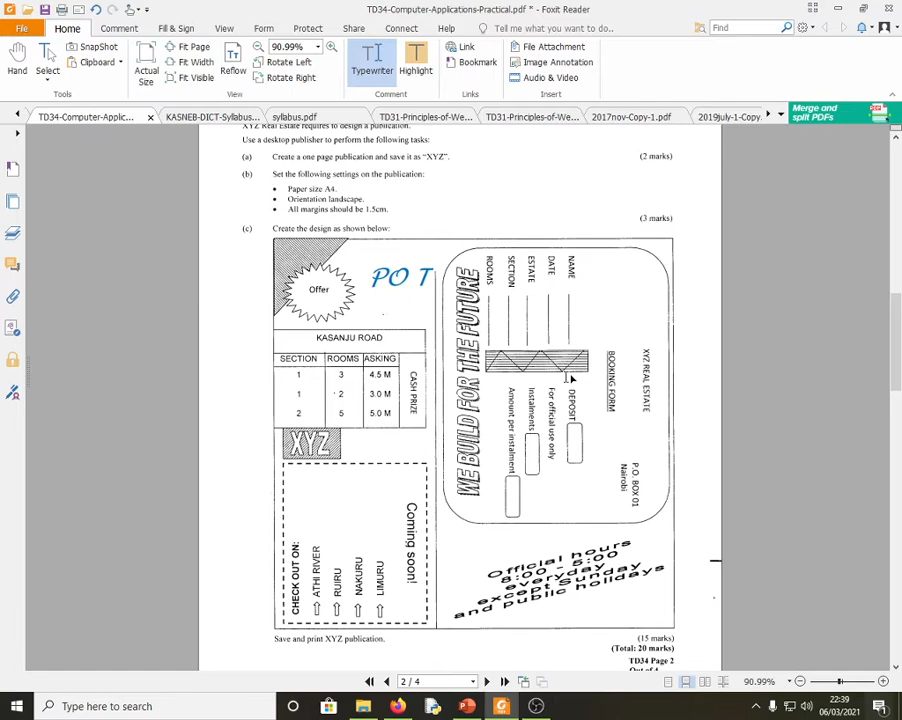 TD34-Computer-Applications-Practical.pdf * - Foxit Reader
File
Home
Comment
Fill & Sign
View
Form
Protect
Share
Connect
Help
Tell me what you want to do..
Find
Hand
Select
SnapShot
Clipboard
Actual Size
Fit Page
Fit Width
Fit Visible
Reflow
90.99%
Rotate Left
Rotate Right
Typewriter
Highlight
Link
Bookmark
File Attachment
Image Annotation
Audio & Video
Tools
View
Comment
Links
Insert
TD34-Computer-Applic...
KASNEB-DICT-Syllabus...
syllabus.pdf
TD31-Principles-of-We...
TD31-Principles-of-We...
2017nov-Copy-1.pdf
2019july-1-Copy.
Merge and split PDFs
XYZ Real Estate requires to design a publication.
Use a desktop publisher to perform the following tasks:
(a) Create a one page publication and save it as “XYZ”. (2 marks)
(b) Set the following settings on the publication:
• Paper size A4.
• Orientation landscape.
• All margins should be 1.5cm.
(3 marks)
(c) Create the design as shown below:
Offer
PO T
KASANJU ROAD
SECTION ROOMS ASKING
1 3 4.5 M
1 2 3.0 M
2 5 5.0 M
CASH PRIZE
XYZ
Coming soon!
CHECK OUT ON:
ATHI RIVER
RUIRU
NAKURU
LIMURU
WE BUILD FOR THE FUTURE
XYZ REAL ESTATE
P.O. BOX 01
Nairobi
BOOKING FORM
NAME
DATE
ESTATE
SECTION
ROOMS
DEPOSIT
For official use only
Instalments
Amount per instalment
Official hours
8:00 - 5:00
everyday
except Sunday
and public holidays
Save and print XYZ publication. (15 marks)
(Total: 20 marks)
TD34 Page 2
Out of 4
2 / 4
90.99%
Type here to search
22:39
06/03/2021
1